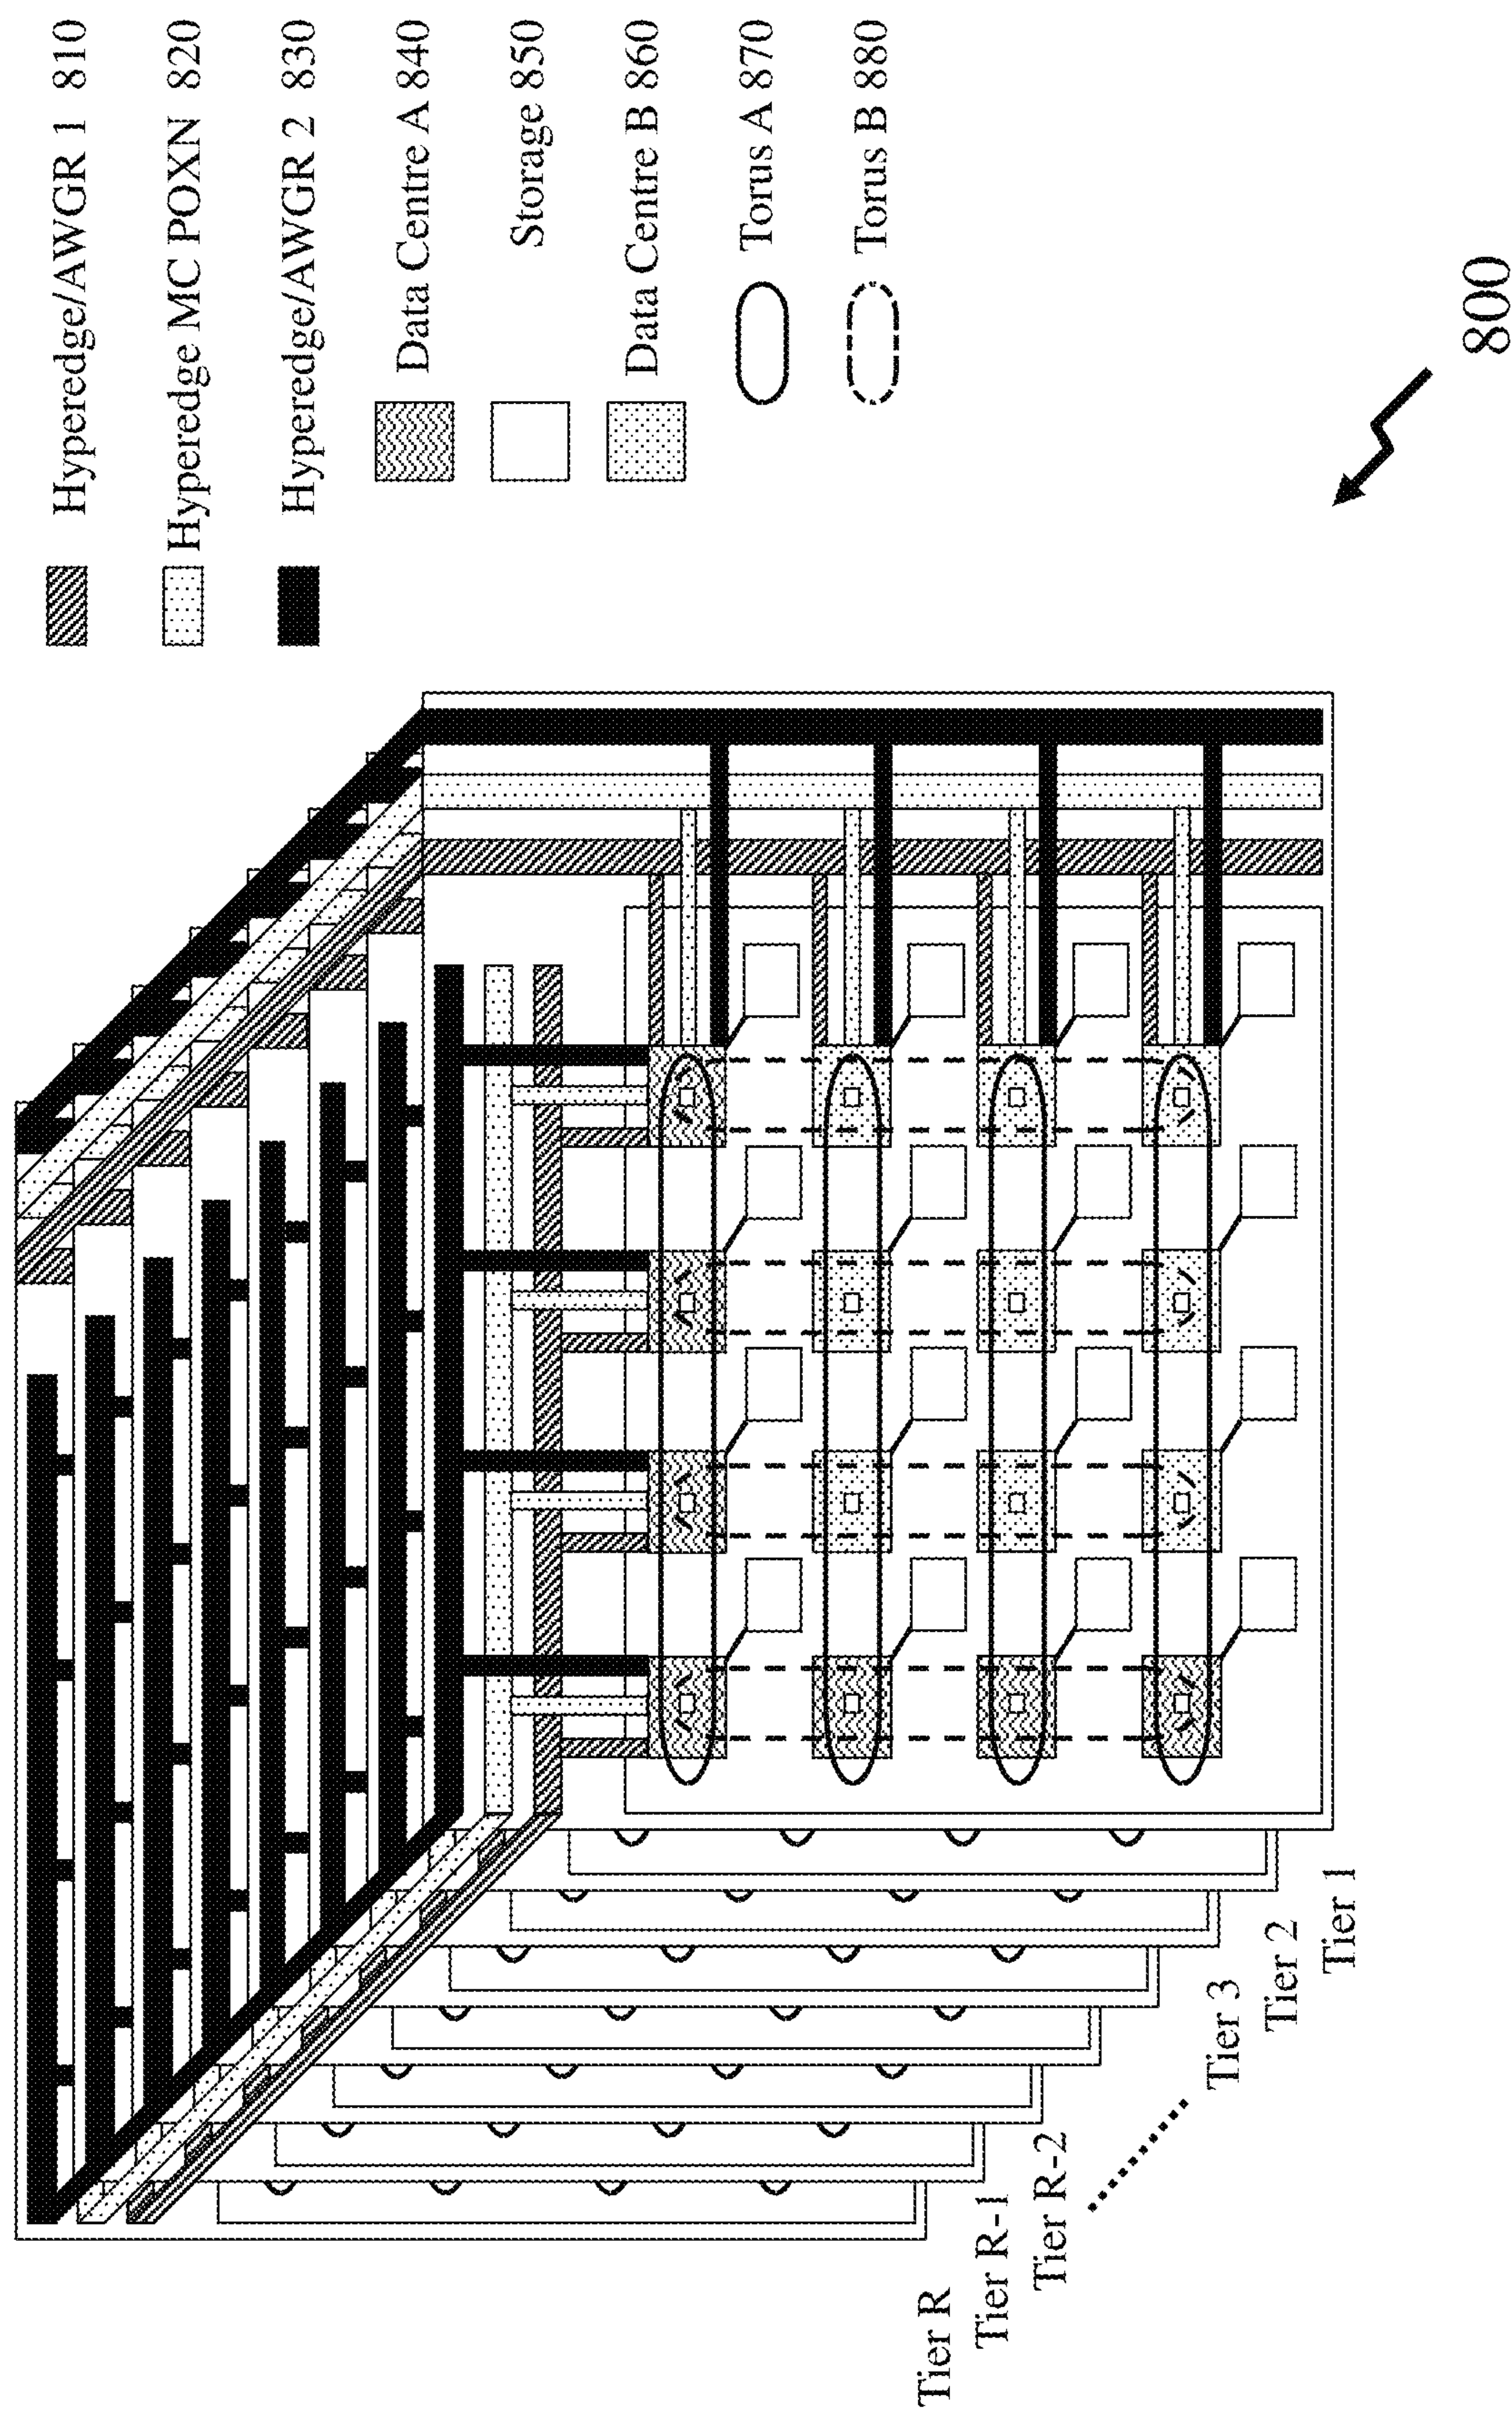 Hyperedge/AWGR 1 810
Hyperedge MC POXN 820
Hyperedge/AWGR 2 830
Data Centre A 840
Storage 850
Data Centre B 860
Torus A 870
Torus B 880
800
Tier R
Tier R-1
Tier R-2
Tier 3
Tier 2
Tier 1